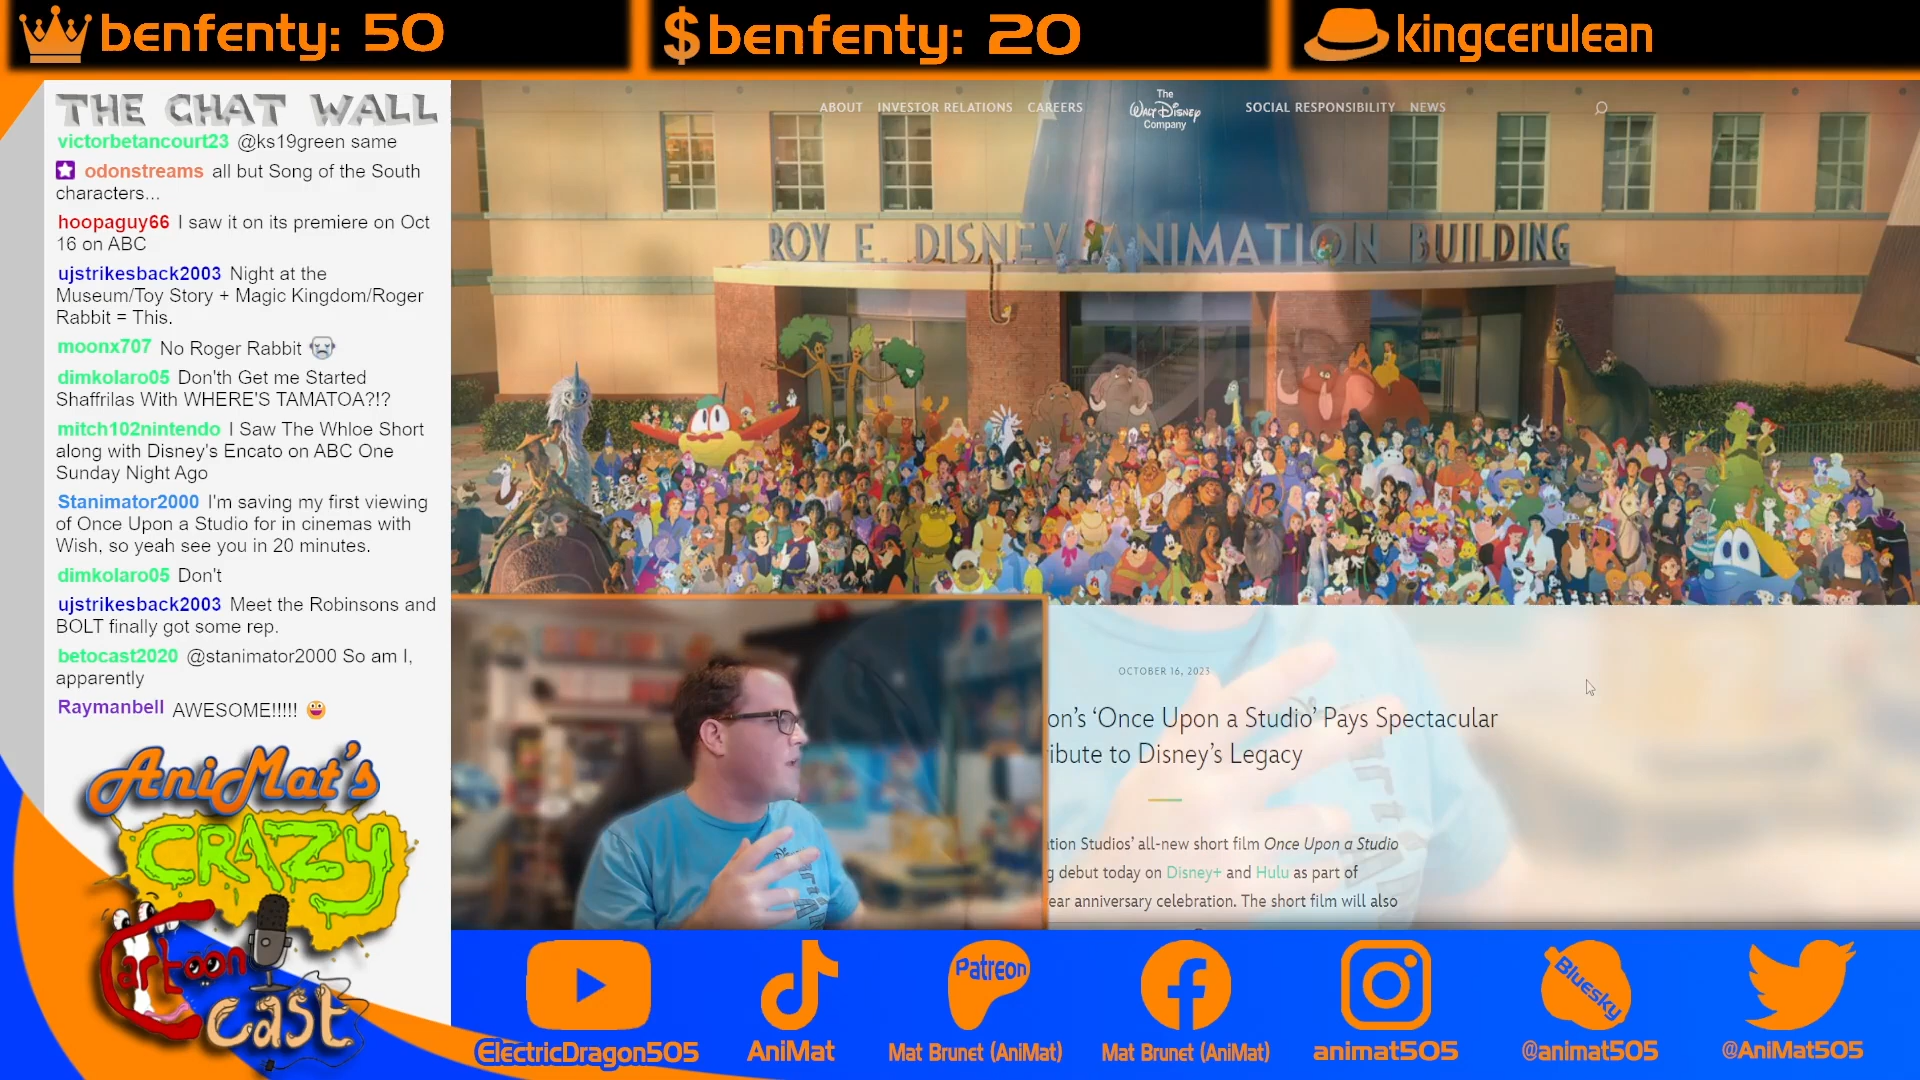 benfenty: 50
$ benfenty: 20
kingcerulean
THE CHAT WALL
victorbetancourt23 @ks19green same
odonstreams all but Song of the South
characters...
hoopaguy66 I saw it on its premiere on Oct
16 on ABC
ujstrikesback2003 Night at the
Museum/Toy Story + Magic Kingdom/Roger
Rabbit = This.
moonx707 No Roger Rabbit
dimkolaro05 Don'th Get me Started
Shaffrilas With WHERE'S TAMATOA?!?
mitch102nintendo I Saw The Whloe Short
along with Disney's Encato on ABC One
Sunday Night Ago
Stanimator2000 I'm saving my first viewing
of Once Upon a Studio for in cinemas with
Wish, so yeah see you in 20 minutes.
dimkolaro05 Don't
ujstrikesback2003 Meet the Robinsons and
BOLT finally got some rep.
betocast2020 @stanimator2000 So am I,
apparently
Raymanbell AWESOME!!!!!
AniMat's
CRAZY
Cartoon
Cast
ABOUT INVESTOR RELATIONS CAREERS
The
Walt Disney
Company
SOCIAL RESPONSIBILITY NEWS
ROY E. DISNEY ANIMATION BUILDING
OCTOBER 16, 2023
on's 'Once Upon a Studio' Pays Spectacular
ibute to Disney's Legacy
tion Studios' all-new short film Once Upon a Studio
g debut today on Disney+ and Hulu as part of
ear anniversary celebration. The short film will also
Patreon
Bluesky
ElectricDragon505
AniMat
Mat Brunet (AniMat)
Mat Brunet (AniMat)
animat505
@animat505
@AniMat505